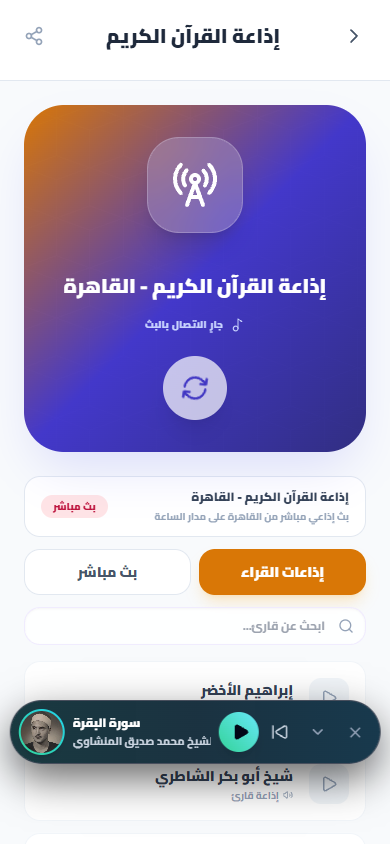 إذاعة القرآن الكريم
إذاعة القرآن الكريم - القاهرة
جارٍ الاتصال بالبث
إذاعة القرآن الكريم - القاهرة
بث إذاعي مباشر من القاهرة على مدار الساعة
بث مباشر
إذاعات القراء
بث مباشر
ابحث عن قارئ...
إبراهيم الأخضر
سورة البقرة
الشيخ محمد صديق المنشاوي
شيخ أبو بكر الشاطري
إذاعة قارئ